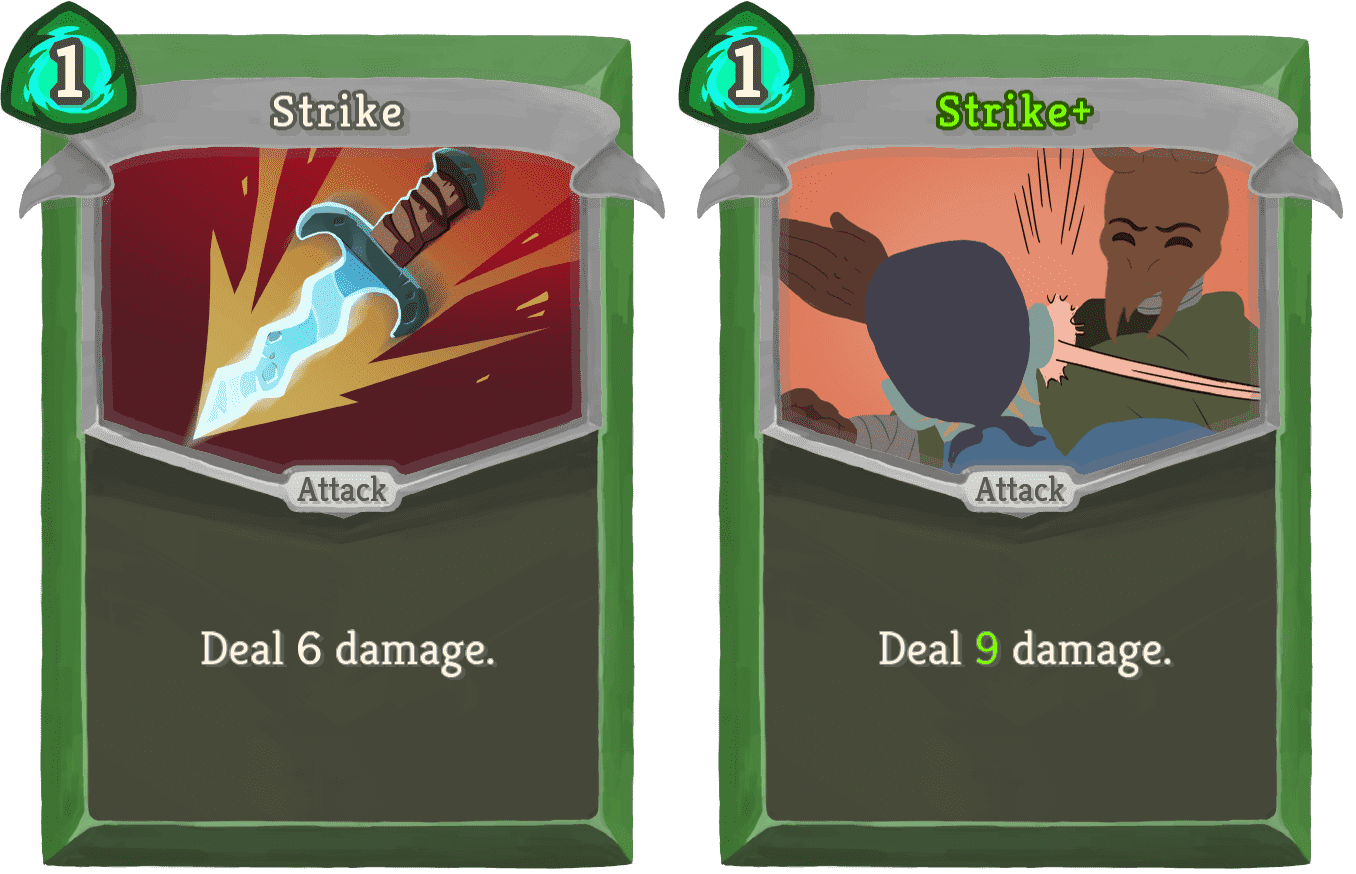 1
Strike
Attack
Deal 6 damage.
1
Strike+
Attack
Deal 9 damage.